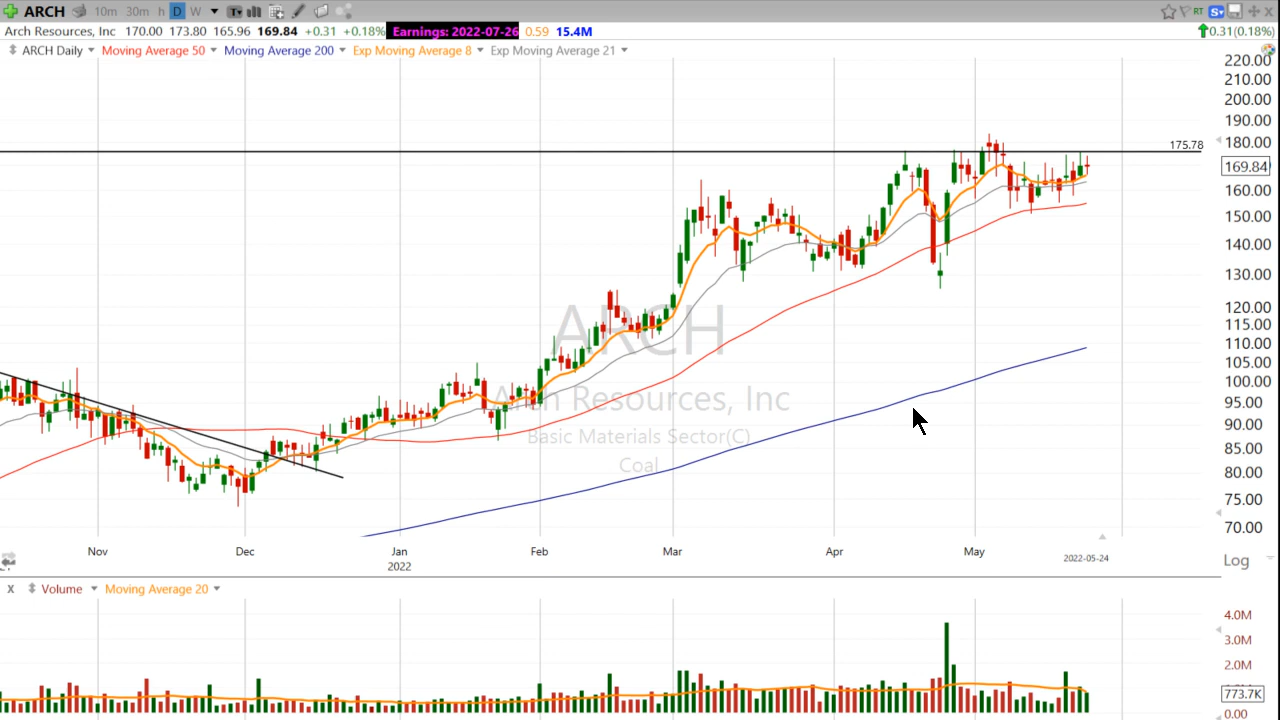 ARCH 10m 30m h D W T RT S
Arch Resources, Inc 170.00 173.80 165.96 169.84 +0.31 +0.18% Earnings: 2022-07-26 0.59 15.4M 0.31(0.18%)
ARCH Daily Moving Average 50 Moving Average 200 Exp Moving Average 8 Exp Moving Average 21
220.00
210.00
200.00
190.00
180.00
175.78
169.84
160.00
150.00
140.00
130.00
120.00
115.00
110.00
105.00
100.00
95.00
90.00
85.00
80.00
75.00
70.00
ARCH
Arch Resources, Inc
Basic Materials Sector(C)
Coal
Nov Dec Jan Feb Mar Apr May
2022 2022-05-24 Log
X Volume Moving Average 20
4.0M
3.0M
2.0M
773.7K
0.00